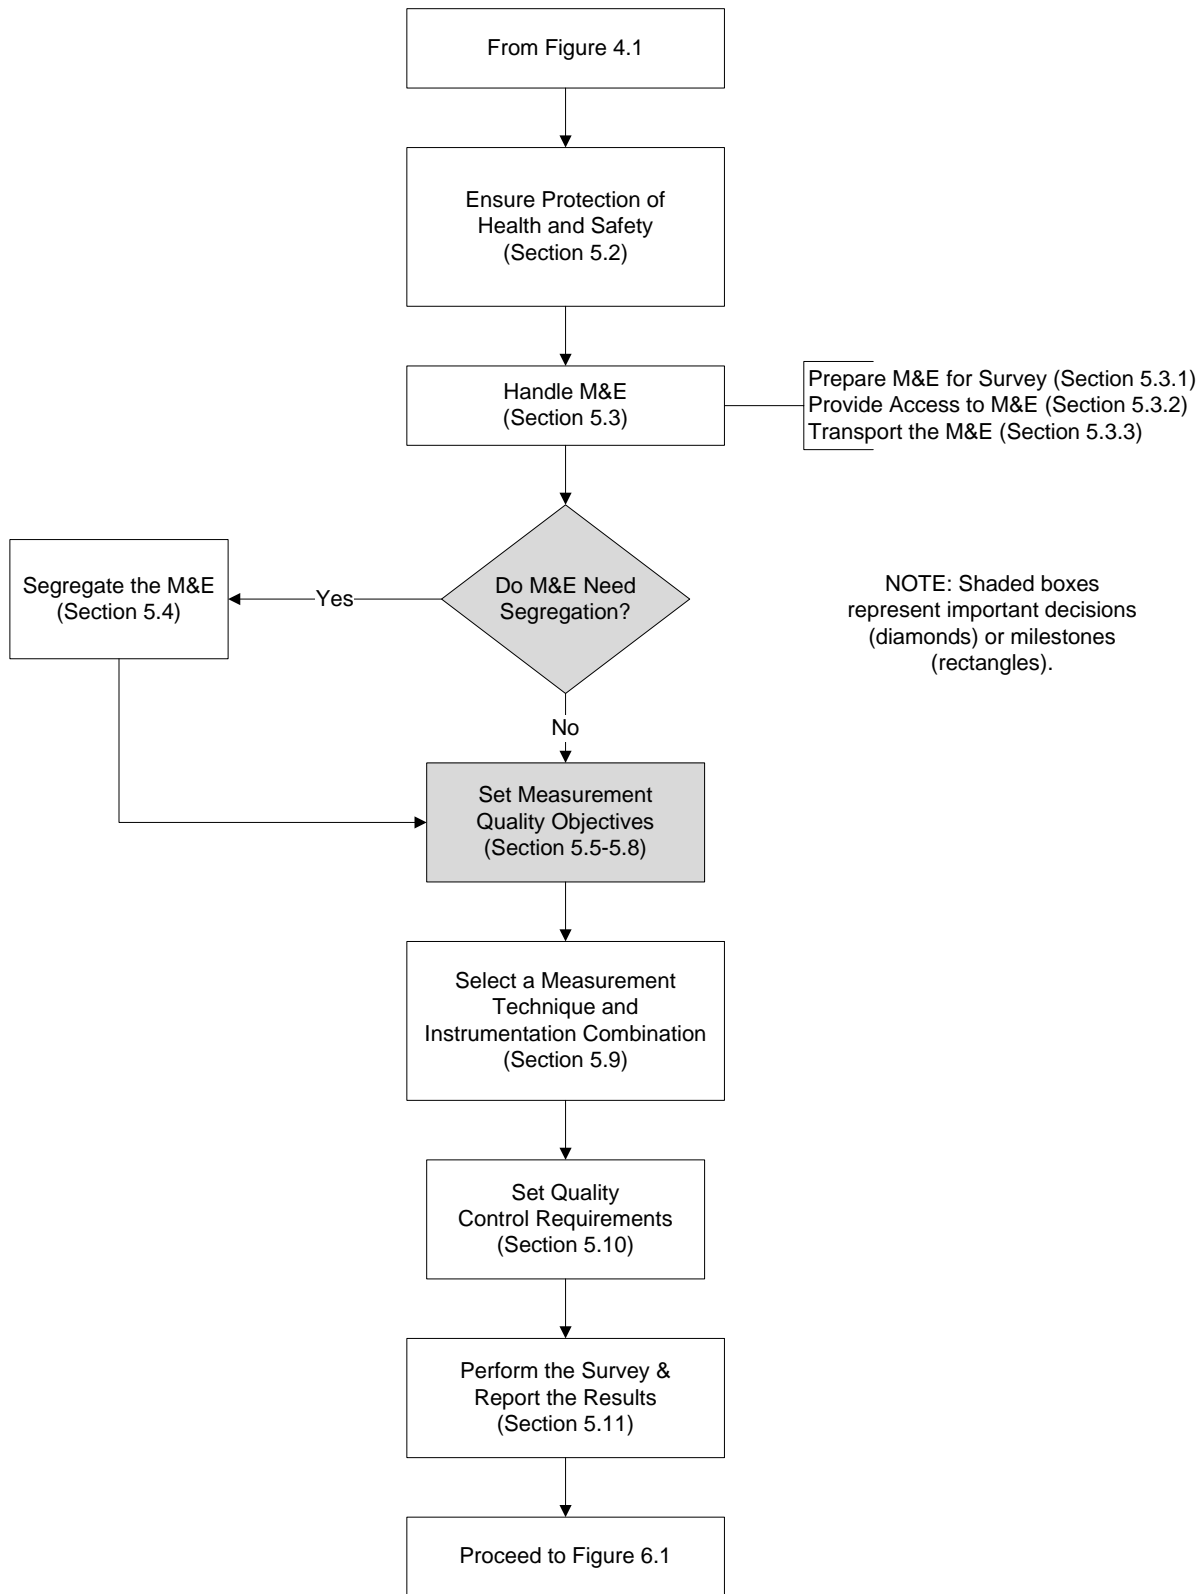 From Figure 4.1
Ensure Protection of
Health and Safety
(Section 5.2)
Handle M&E
(Section 5.3)
Prepare M&E for Survey (Section 5.3.1)
Provide Access to M&E (Section 5.3.2)
Transport the M&E (Section 5.3.3)
Do M&E Need
Segregation?
Yes
Segregate the M&E
(Section 5.4)
NOTE: Shaded boxes
represent important decisions
(diamonds) or milestones
(rectangles).
No
Set Measurement
Quality Objectives
(Section 5.5-5.8)
Select a Measurement
Technique and
Instrumentation Combination
(Section 5.9)
Set Quality
Control Requirements
(Section 5.10)
Perform the Survey &
Report the Results
(Section 5.11)
Proceed to Figure 6.1